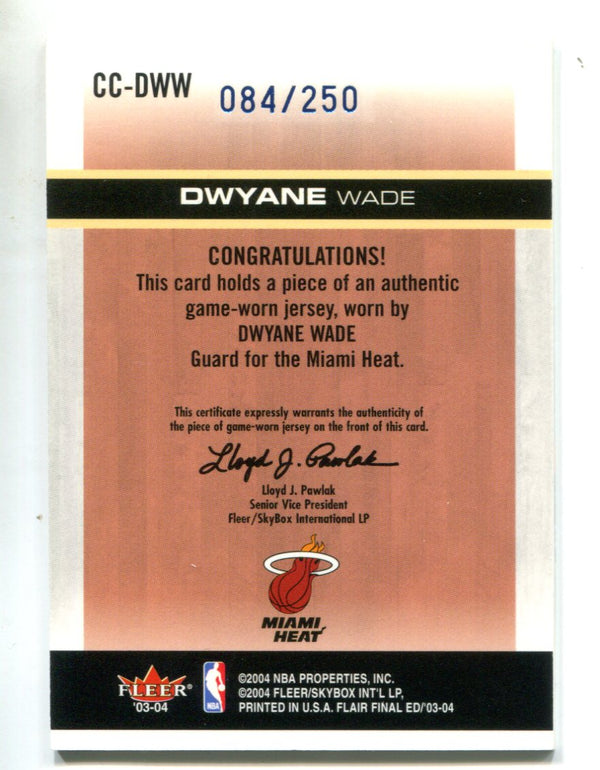 CC-DWW 084/250
DWYANE WADE
CONGRATULATIONS!
This card holds a piece of an authentic
game-worn jersey, worn by
DWYANE WADE
Guard for the Miami Heat.
This certificate expressly warrants the authenticity of
the piece of game-worn jersey on the front of this card.
Lloyd J. Pawlak
Lloyd J. Pawlak
Senior Vice President
Fleer/SkyBox International LP
MIAMI
HEAT
FLEER®
'03-04
NBA
©2004 NBA PROPERTIES, INC.
©2004 FLEER/SKYBOX INT'L LP,
PRINTED IN U.S.A. FLAIR FINAL ED/'03-04